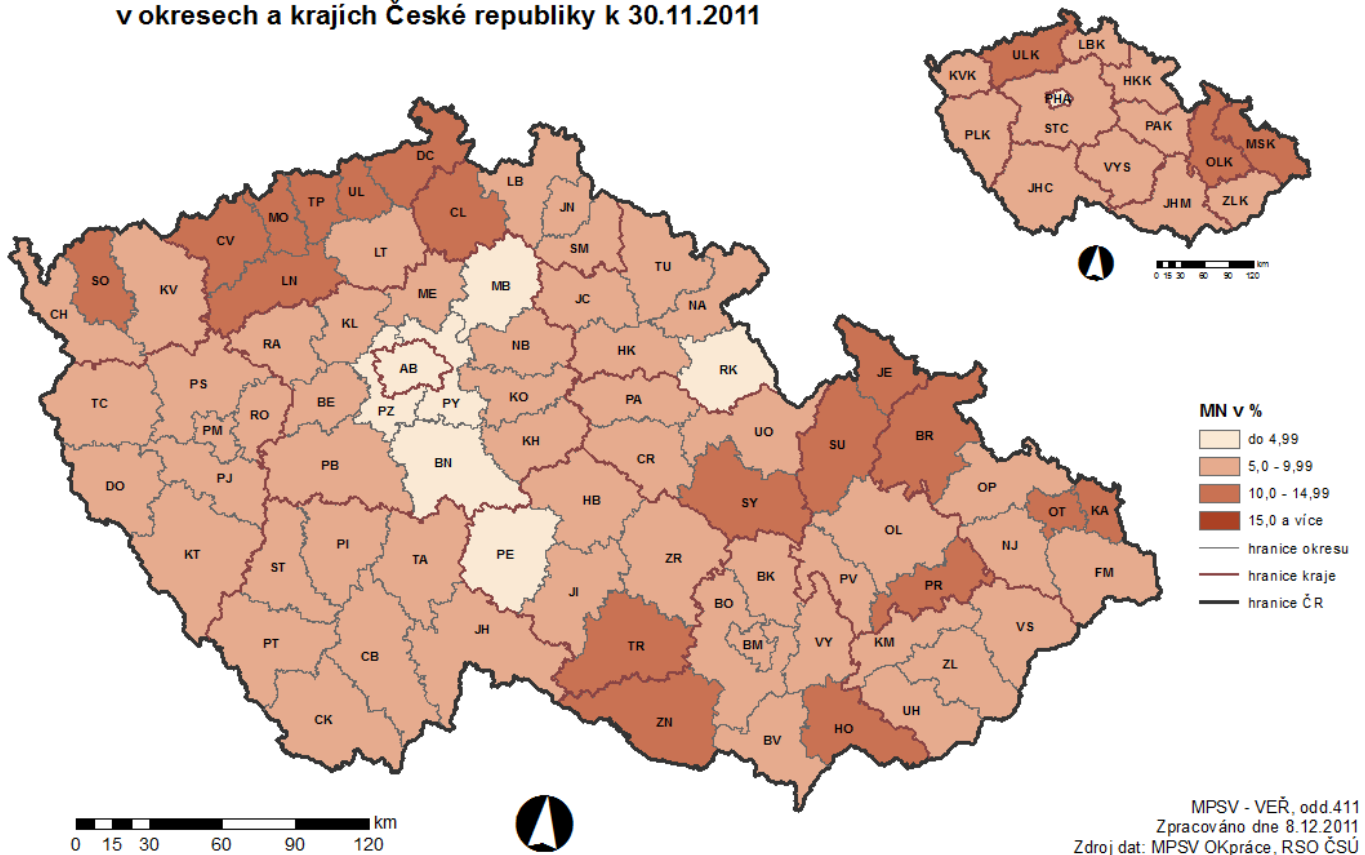 v okresech a krajích České republiky k 30.11.2011
ULK
LBK
KVK
HKK
PHA
STC
PAK
PLK
MSK
OLK
VYS
JHC
JHM
ZLK
0 15 30 60 90 120 km
DC
LB
UL
TP
MO
CL
JN
CV
LT
SM
SO
LN
TU
KV
ME
MB
JC
NA
CH
KL
RA
NB
HK
AB
RK
JE
PS
TC
BE
KO
PA
RO
PZ
PY
PM
UO
SU
BR
KH
BN
CR
PB
PJ
DO
OP
SY
HB
OT
KA
OL
NJ
KT
PI
TA
PE
ZR
ST
FM
BK
PV
PR
JI
BO
VS
JH
VY
KM
PT
TR
BM
CB
ZL
UH
CK
ZN
HO
BV
MN v %
do 4,99
5,0 - 9,99
10,0 - 14,99
15,0 a více
hranice okresu
hranice kraje
hranice ČR
km
0 15 30 60 90 120
MPSV - VEŘ, odd.411
Zpracováno dne 8.12.2011
Zdroj dat: MPSV OKpráce, RSO ČSÚ